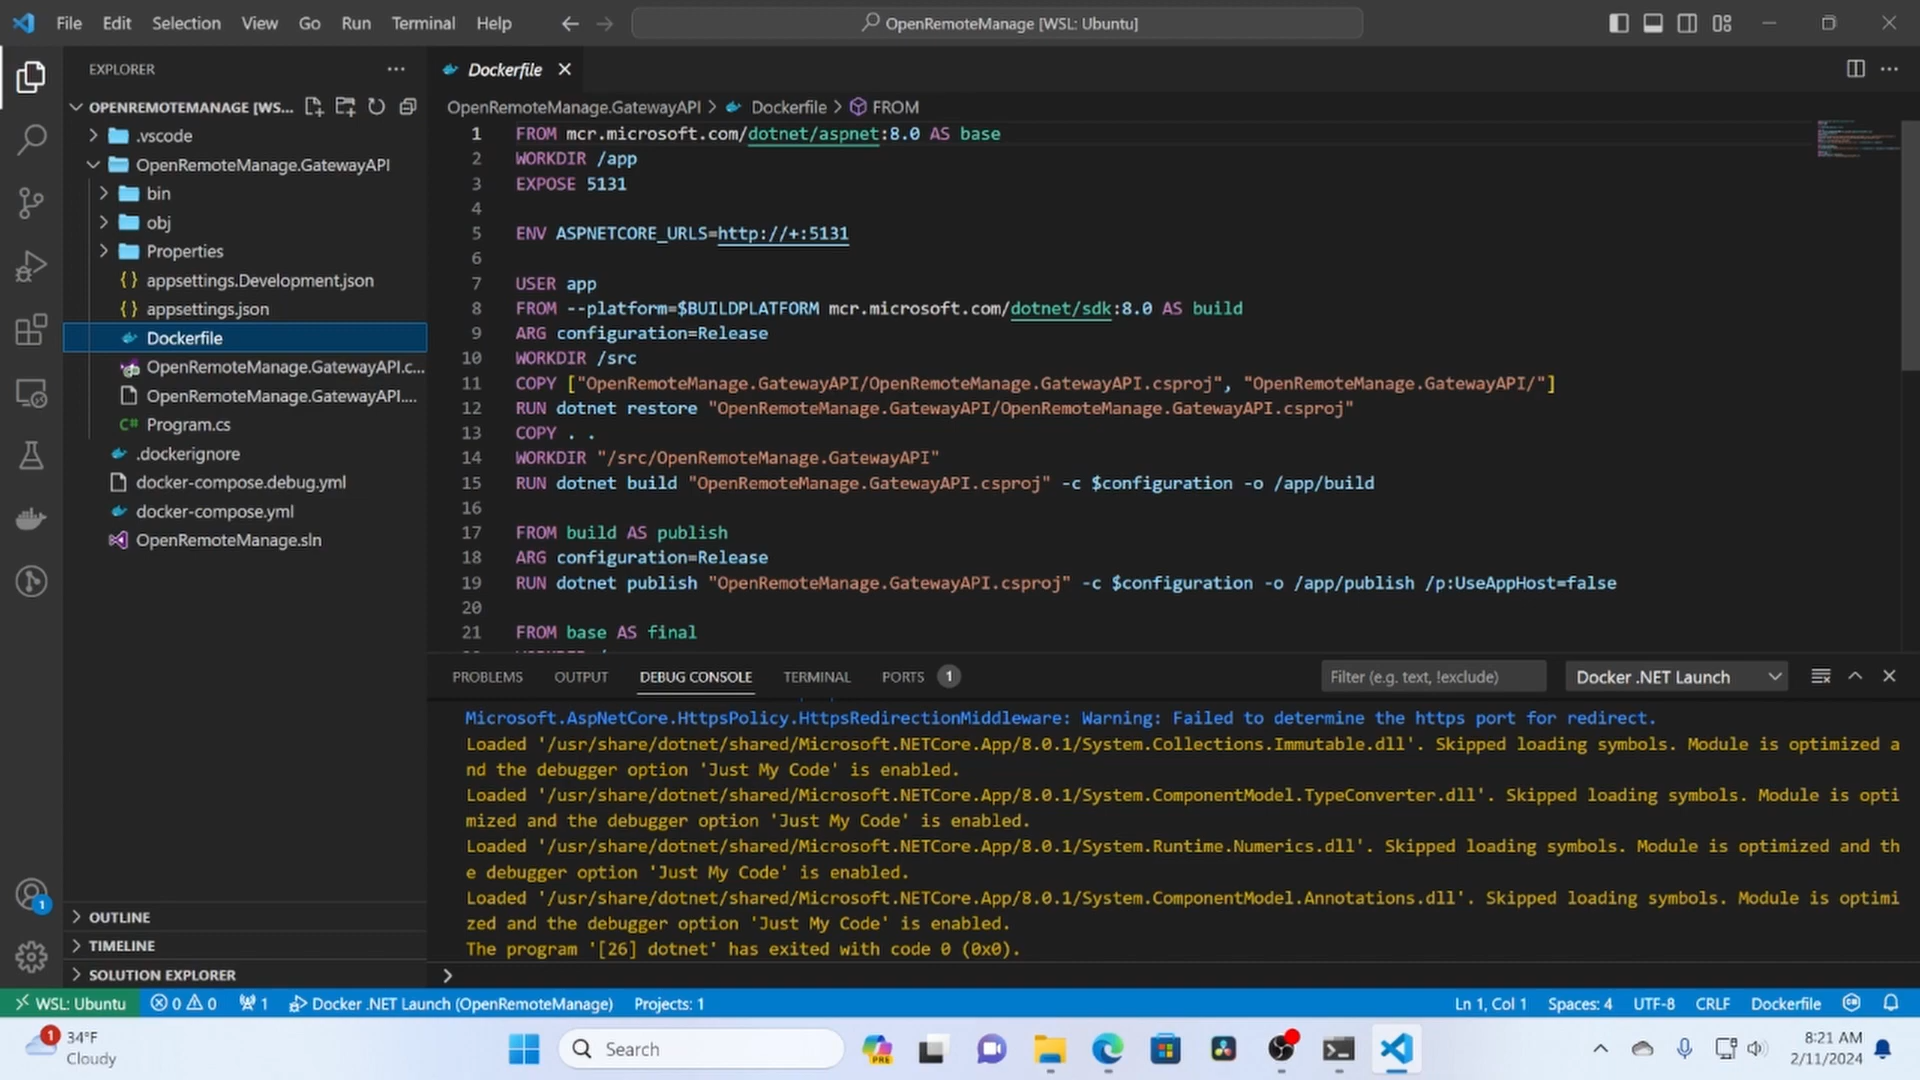 File Edit Selection View Go Run Terminal Help
OpenRemoteManage [WSL: Ubuntu]
EXPLORER
OPENREMOTEMANAGE [WS...
.vscode
OpenRemoteManage.GatewayAPI
bin
obj
Properties
{} appsettings.Development.json
{} appsettings.json
Dockerfile
OpenRemoteManage.GatewayAPI.c...
OpenRemoteManage.GatewayAPI....
C# Program.cs
.dockerignore
docker-compose.debug.yml
docker-compose.yml
OpenRemoteManage.sln
OUTLINE
TIMELINE
SOLUTION EXPLORER
1
Dockerfile
OpenRemoteManage.GatewayAPI > Dockerfile > FROM
1 FROM mcr.microsoft.com/dotnet/aspnet:8.0 AS base
2 WORKDIR /app
3 EXPOSE 5131
4
5 ENV ASPNETCORE_URLS=http://+:5131
6
7 USER app
8 FROM --platform=$BUILDPLATFORM mcr.microsoft.com/dotnet/sdk:8.0 AS build
9 ARG configuration=Release
10 WORKDIR /src
11 COPY ["OpenRemoteManage.GatewayAPI/OpenRemoteManage.GatewayAPI.csproj", "OpenRemoteManage.GatewayAPI/"]
12 RUN dotnet restore "OpenRemoteManage.GatewayAPI/OpenRemoteManage.GatewayAPI.csproj"
13 COPY . .
14 WORKDIR "/src/OpenRemoteManage.GatewayAPI"
15 RUN dotnet build "OpenRemoteManage.GatewayAPI.csproj" -c $configuration -o /app/build
16
17 FROM build AS publish
18 ARG configuration=Release
19 RUN dotnet publish "OpenRemoteManage.GatewayAPI.csproj" -c $configuration -o /app/publish /p:UseAppHost=false
20
21 FROM base AS final
PROBLEMS OUTPUT DEBUG CONSOLE TERMINAL PORTS 1
Filter (e.g. text, !exclude)
Docker .NET Launch
Microsoft.AspNetCore.HttpsPolicy.HttpsRedirectionMiddleware: Warning: Failed to determine the https port for redirect.
Loaded '/usr/share/dotnet/shared/Microsoft.NETCore.App/8.0.1/System.Collections.Immutable.dll'. Skipped loading symbols. Module is optimized a
nd the debugger option 'Just My Code' is enabled.
Loaded '/usr/share/dotnet/shared/Microsoft.NETCore.App/8.0.1/System.ComponentModel.TypeConverter.dll'. Skipped loading symbols. Module is opti
mized and the debugger option 'Just My Code' is enabled.
Loaded '/usr/share/dotnet/shared/Microsoft.NETCore.App/8.0.1/System.Runtime.Numerics.dll'. Skipped loading symbols. Module is optimized and th
e debugger option 'Just My Code' is enabled.
Loaded '/usr/share/dotnet/shared/Microsoft.NETCore.App/8.0.1/System.ComponentModel.Annotations.dll'. Skipped loading symbols. Module is optimi
zed and the debugger option 'Just My Code' is enabled.
The program '[26] dotnet' has exited with code 0 (0x0).
>
WSL: Ubuntu 0 0 1 Docker .NET Launch (OpenRemoteManage) Projects: 1
Ln 1, Col 1 Spaces: 4 UTF-8 CRLF Dockerfile
1
34°F
Cloudy
Search
PRE
8:21 AM
2/11/2024